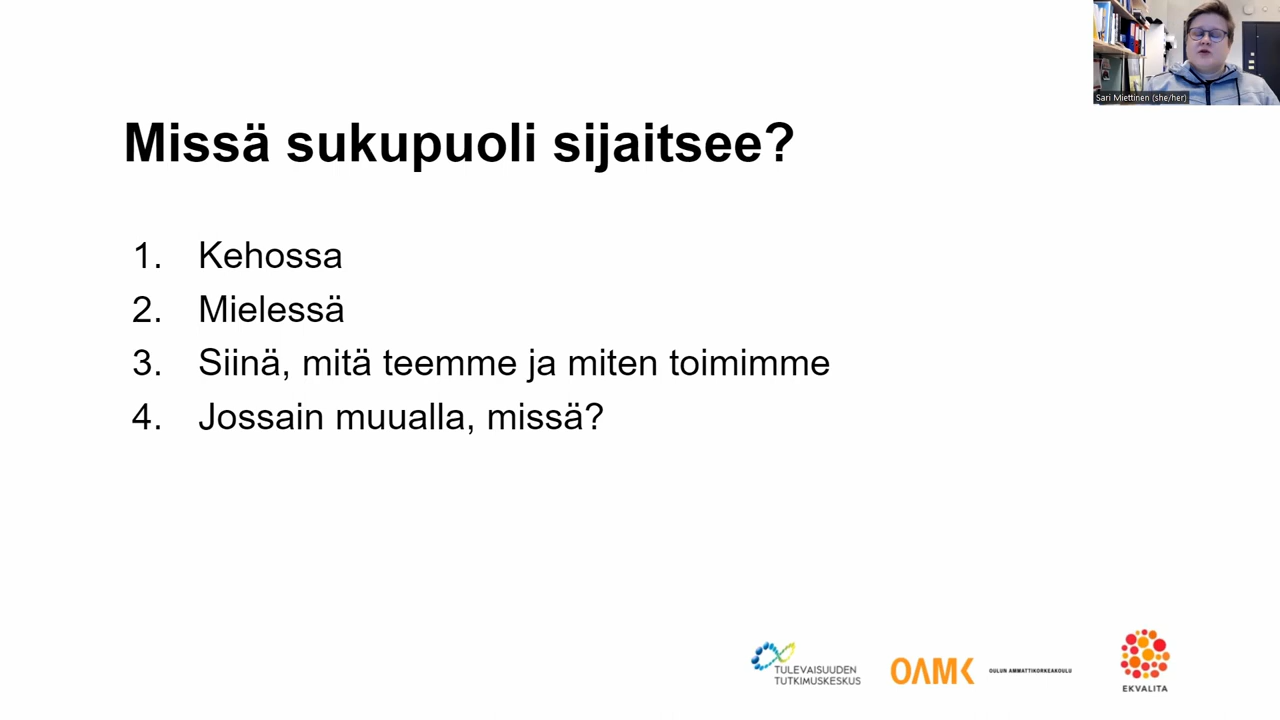 Sari Miettinen (she/her)
Missä sukupuoli sijaitsee?
1. Kehossa
2. Mielessä
3. Siinä, mitä teemme ja miten toimimme
4. Jossain muualla, missä?
TULEVAISUUDEN
TUTKIMUSKESKUS
OAMK
OULUN AMMATTIKORKEAKOULU
EKVALITA